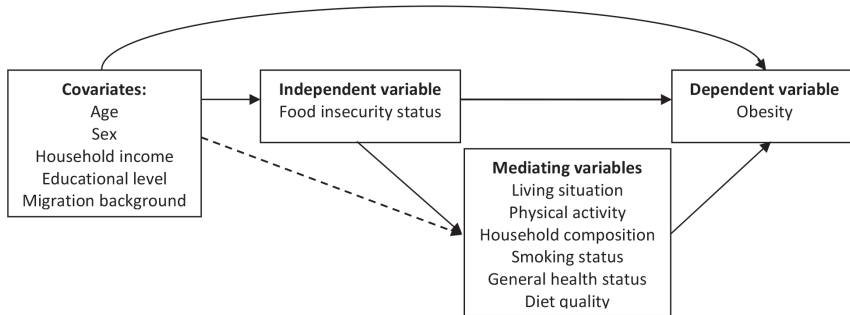 Covariates:
Age
Sex
Household income
Educational level
Migration background
Independent variable
Food insecurity status
Dependent variable
Obesity
Mediating variables
Living situation
Physical activity
Household composition
Smoking status
General health status
Diet quality